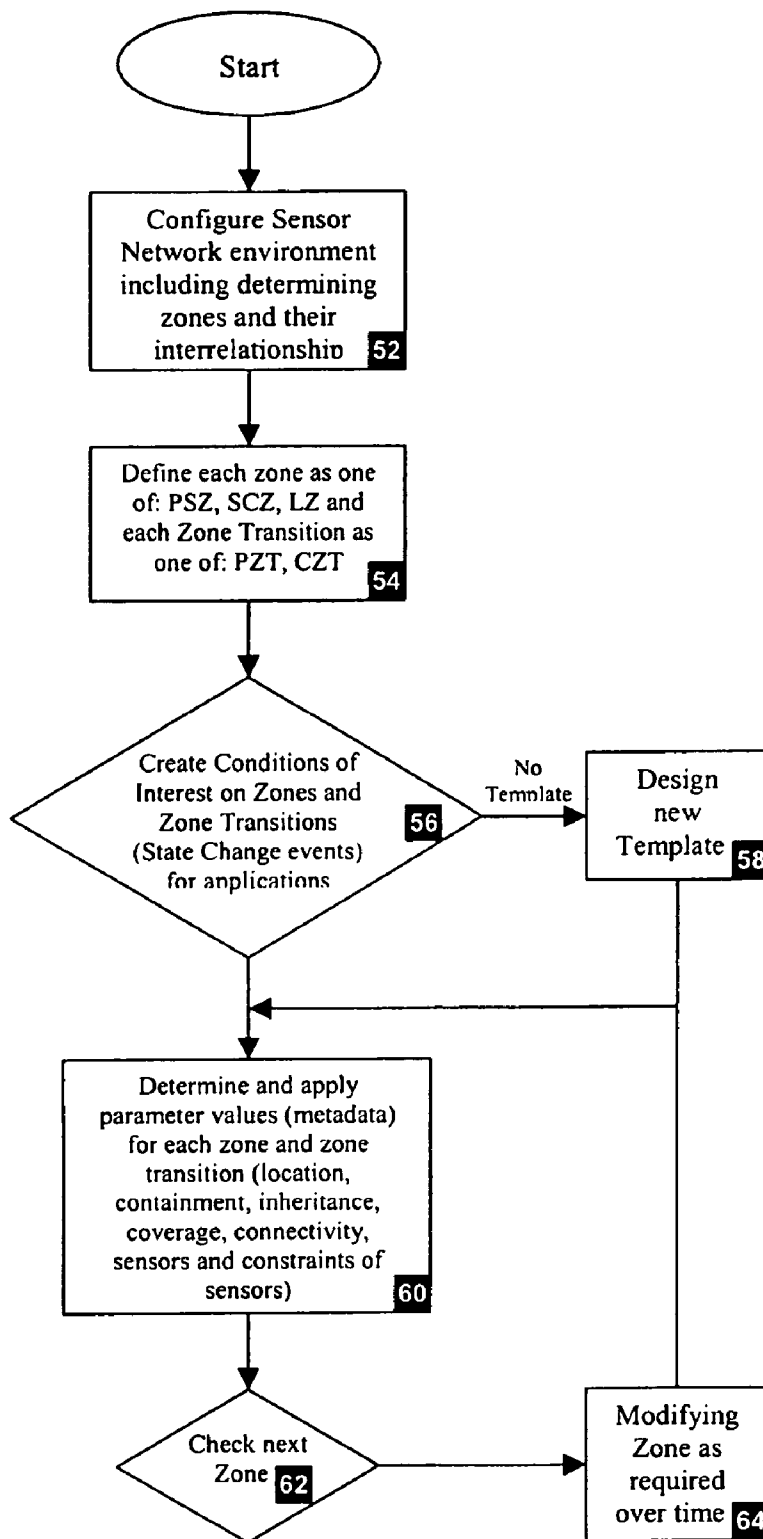 Start
Configure Sensor
Network environment
including determining
zones and their
interrelationship
52
Define each zone as one
of: PSZ, SCZ, LZ and
each Zone Transition as
one of: PZT, CZT
54
Create Conditions of
Interest on Zones and
Zone Transitions
(State Change events)
for applications
56
No
Template
Design
new
Template
58
Determine and apply
parameter values (metadata)
for each zone and zone
transition (location,
containment, inheritance,
coverage, connectivity,
sensors and constraints of
sensors)
60
Check next
Zone
62
Modifying
Zone as
required
over time
64